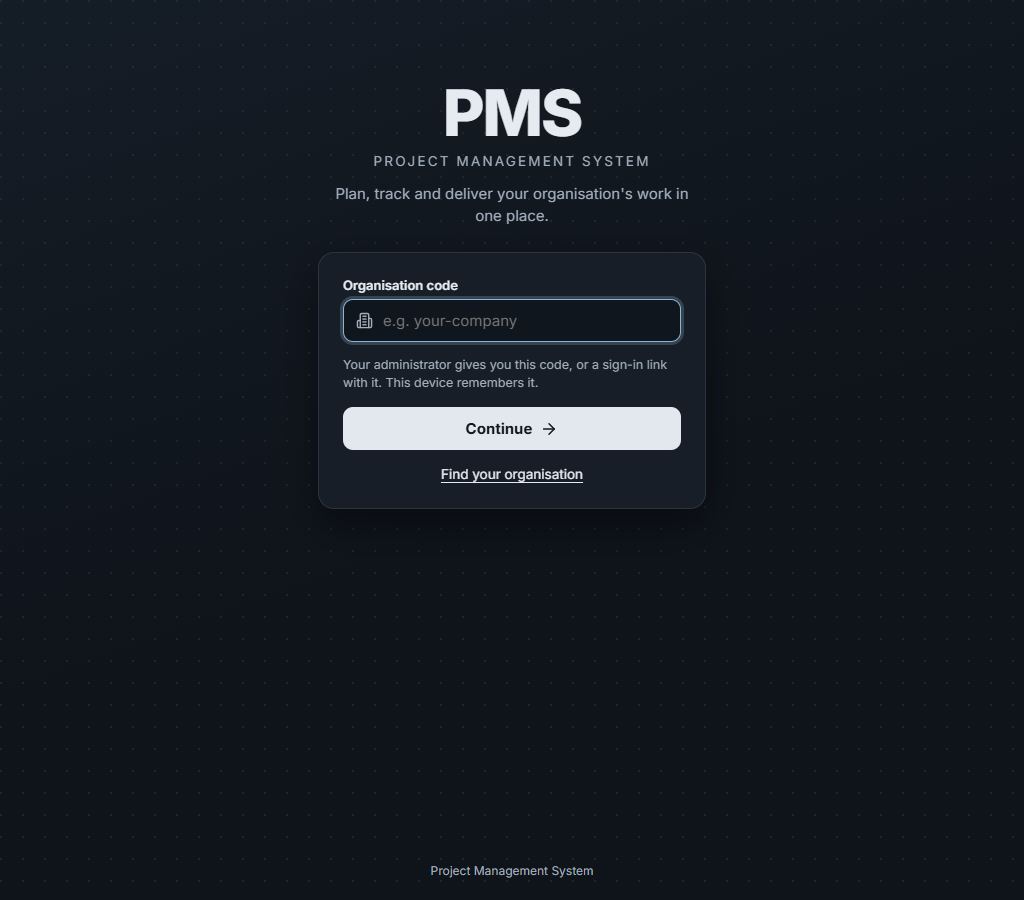 PMS
PROJECT MANAGEMENT SYSTEM
Plan, track and deliver your organisation's work in
one place.
Organisation code
e.g. your-company
Your administrator gives you this code, or a sign-in link
with it. This device remembers it.
Continue
Find your organisation
Project Management System